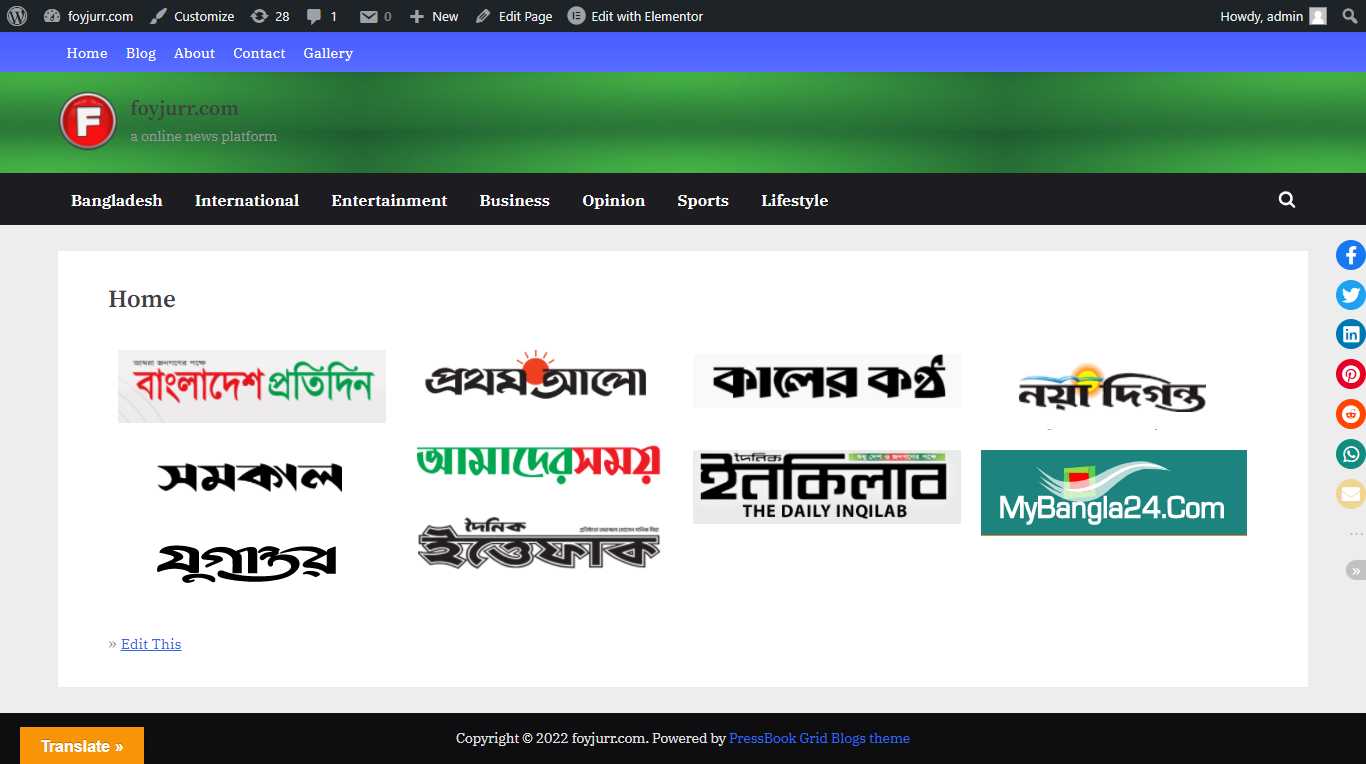 foyjurr.com Customize 28 1 0 New Edit Page Edit with Elementor Howdy, admin
Home Blog About Contact Gallery
F
foyjurr.com
a online news platform
Bangladesh International Entertainment Business Opinion Sports Lifestyle
Home
আমরা জনগণের পক্ষে
বাংলাদেশ প্রতিদিন
প্রথম আলো
কালের কণ্ঠ
নয়া দিগন্ত
সমকাল
আমাদের সময়
দৈনিক
শুধু দেশ ও জনগণের পক্ষে
ইনকিলাব
THE DAILY INQILAB
MyBangla24.Com
যুগান্তর
দৈনিক
ইত্তেফাক
» Edit This
Translate »
Copyright © 2022 foyjurr.com. Powered by PressBook Grid Blogs theme